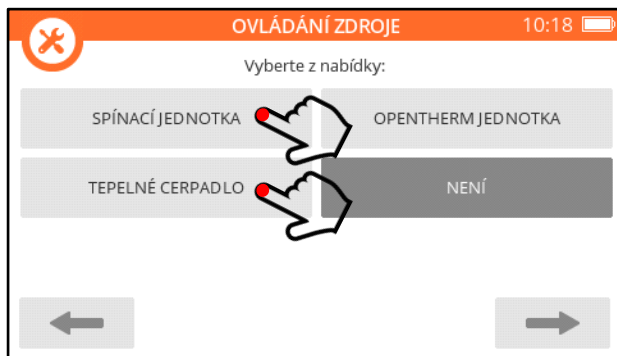 OVLÁDÁNÍ ZDROJE 10:18
Vyberte z nabídky:
SPÍNACÍ JEDNOTKA OPENTHERM JEDNOTKA
TEPELNÉ CERPADLO NENÍ